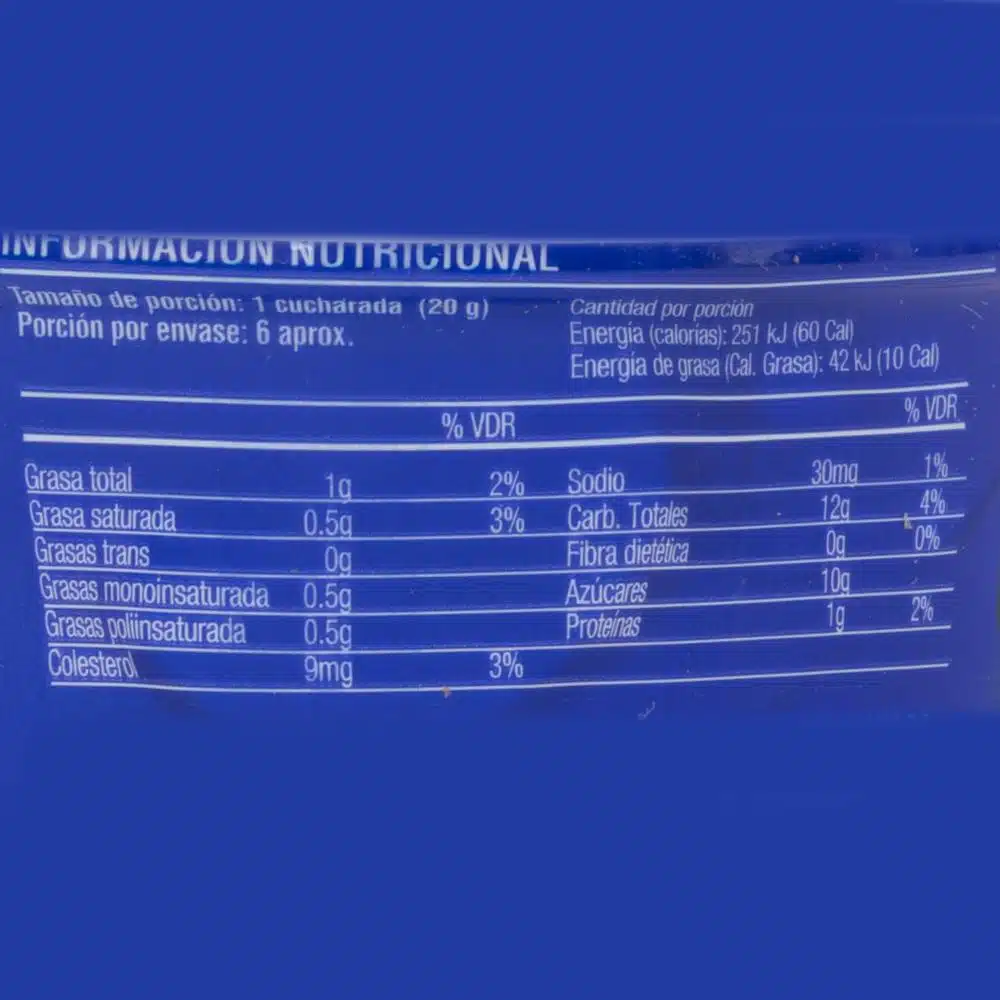 INFORMACIÓN NUTRICIONAL
Tamaño de porción: 1 cucharada (20 g)
Porción por envase: 6 aprox.
Cantidad por porción
Energía (calorías): 251 kJ (60 Cal)
Energía de grasa (Cal. Grasa): 42 kJ (10 Cal)
% VDR % VDR
Grasa total 1g 2% Sodio 30mg 1%
Grasa saturada 0.5g 3% Carb. Totales 12g 4%
Grasas trans 0g Fibra dietética 0g 0%
Grasas monoinsaturada 0.5g Azúcares 10g
Grasas poliinsaturada 0.5g Proteínas 1g 2%
Colesterol 9mg 3%